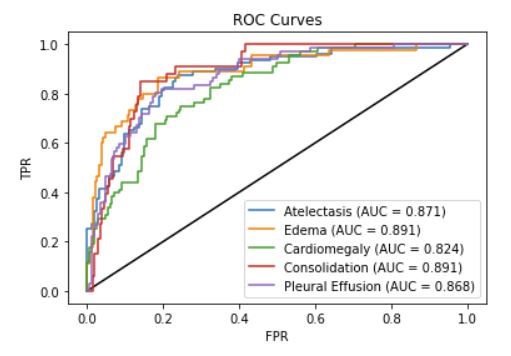 ROC Curves
TPR
1.0
0.8
0.6
0.4
0.2
0.0
Atelectasis (AUC = 0.871)
Edema (AUC = 0.891)
Cardiomegaly (AUC = 0.824)
Consolidation (AUC = 0.891)
Pleural Effusion (AUC = 0.868)
0.0 0.2 0.4 0.6 0.8 1.0
FPR